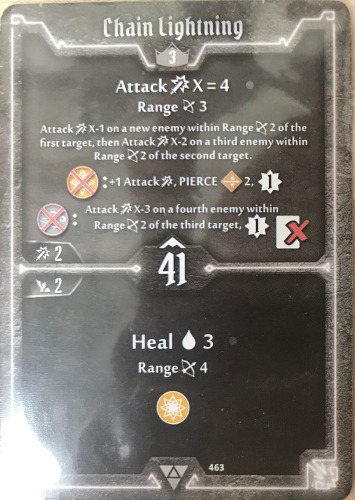 Chain Lightning
3
Attack X = 4
Range 3
Attack X-1 on a new enemy within Range 2 of the
first target, then Attack X-2 on a third enemy within
Range 2 of the second target.
: +1 Attack, PIERCE 2, 1
: Attack X-3 on a fourth enemy within
Range 2 of the third target, 1
2
41
2
Heal 3
Range 4
463